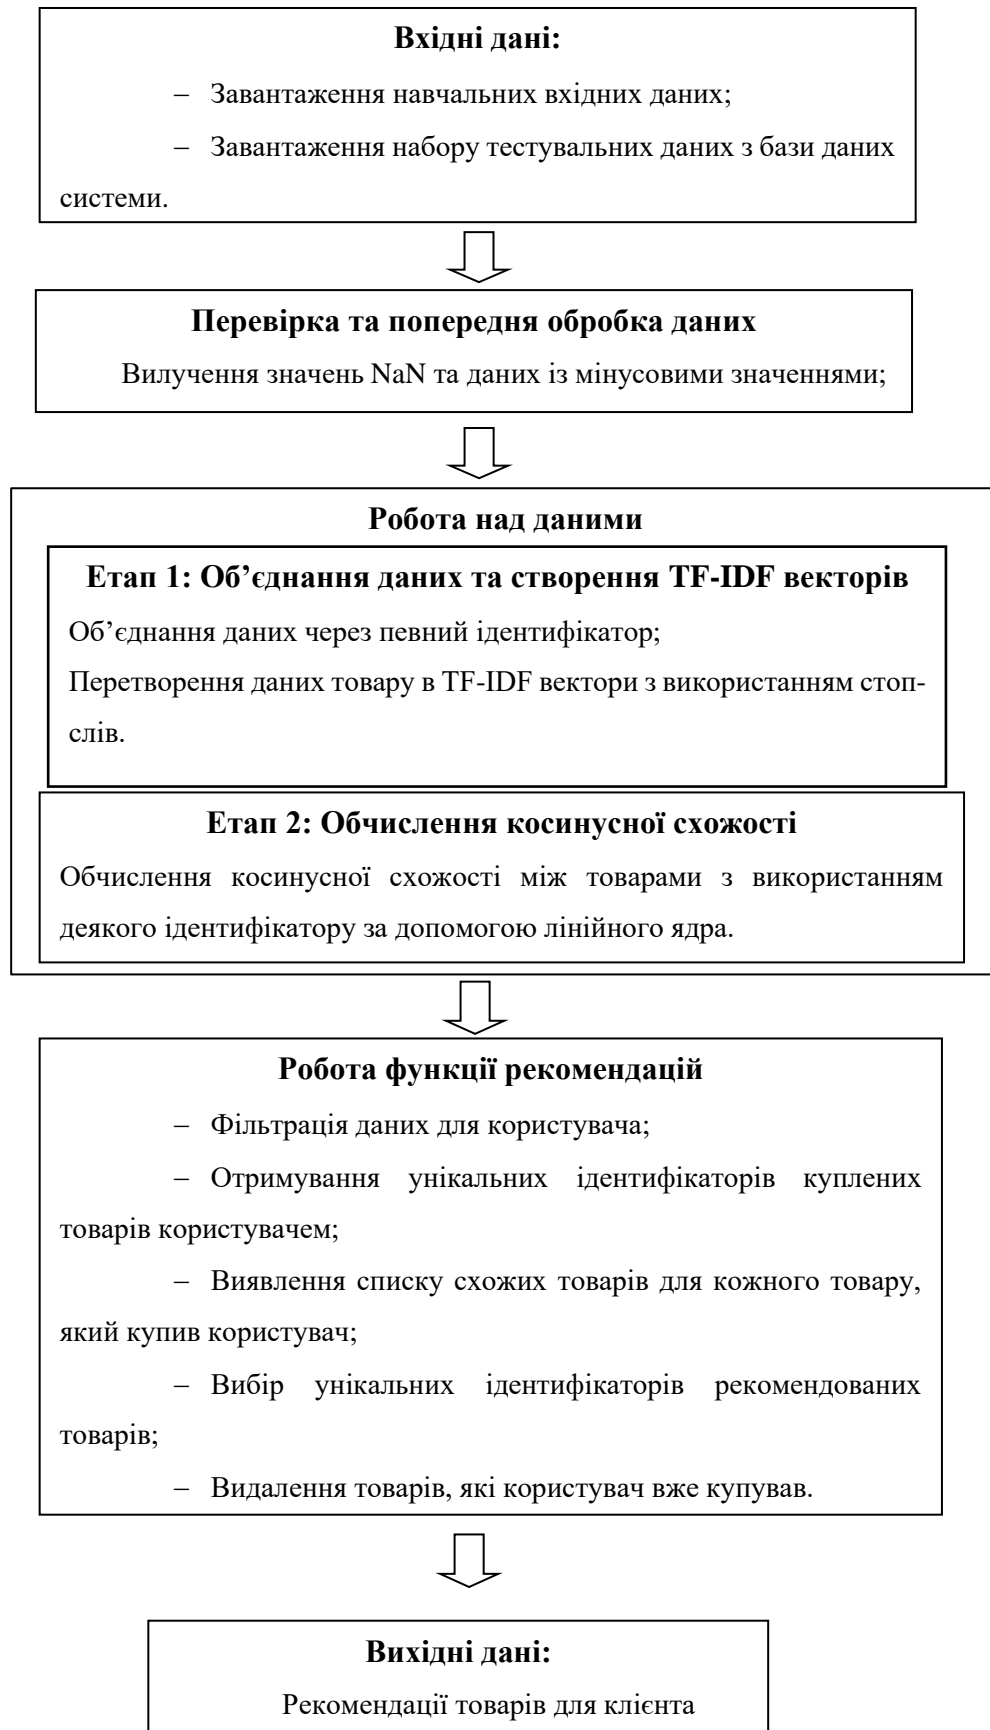 Вхідні дані:
– Завантаження навчальних вхідних даних;
– Завантаження набору тестувальних даних з бази даних
системи.
Перевірка та попередня обробка даних
Вилучення значень NaN та даних із мінусовими значеннями;
Робота над даними
Етап 1: Об’єднання даних та створення TF-IDF векторів
Об’єднання даних через певний ідентифікатор;
Перетворення даних товару в TF-IDF вектори з використанням стоп-
слів.
Етап 2: Обчислення косинусної схожості
Обчислення косинусної схожості між товарами з використанням
деякого ідентифікатору за допомогою лінійного ядра.
Робота функції рекомендацій
– Фільтрація даних для користувача;
– Отримування унікальних ідентифікаторів куплених
товарів користувачем;
– Виявлення списку схожих товарів для кожного товару,
який купив користувач;
– Вибір унікальних ідентифікаторів рекомендованих
товарів;
– Видалення товарів, які користувач вже купував.
Вихідні дані:
Рекомендації товарів для клієнта